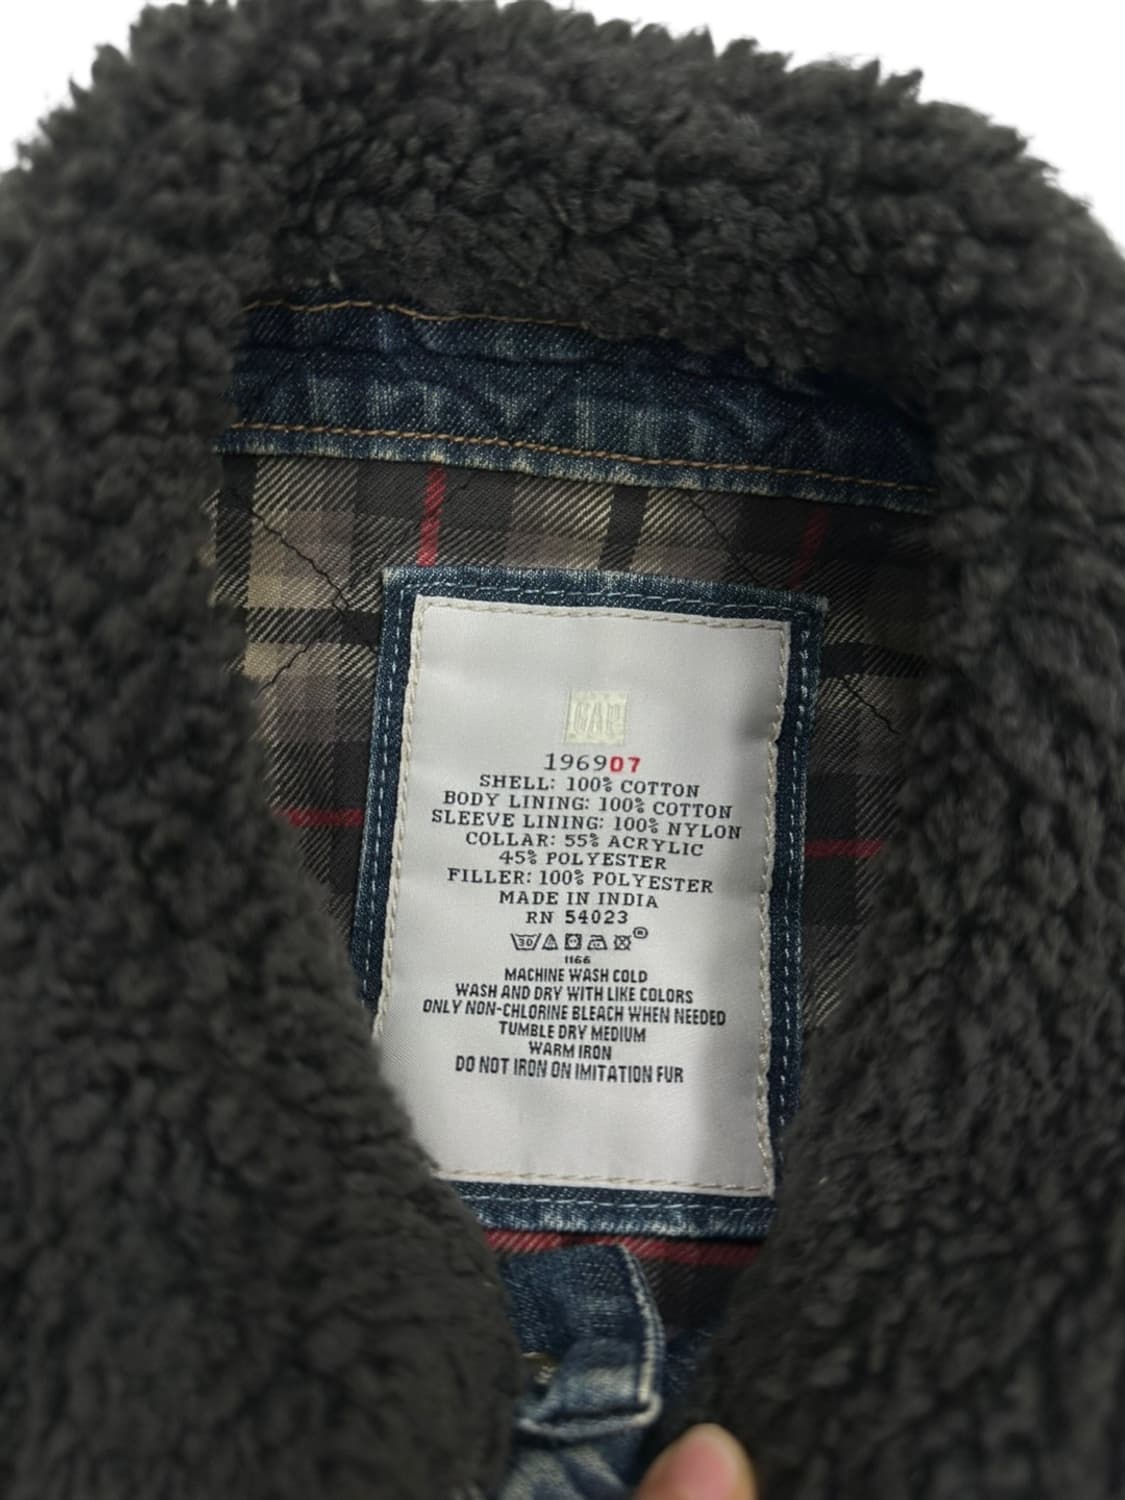 GAP
196907
SHELL: 100% COTTON
BODY LINING: 100% COTTON
SLEEVE LINING: 100% NYLON
COLLAR: 55% ACRYLIC
45% POLYESTER
FILLER: 100% POLYESTER
MADE IN INDIA
RN 54023
30 ®
1166
MACHINE WASH COLD
WASH AND DRY WITH LIKE COLORS
ONLY NON-CHLORINE BLEACH WHEN NEEDED
TUMBLE DRY MEDIUM
WARM IRON
DO NOT IRON ON IMITATION FUR